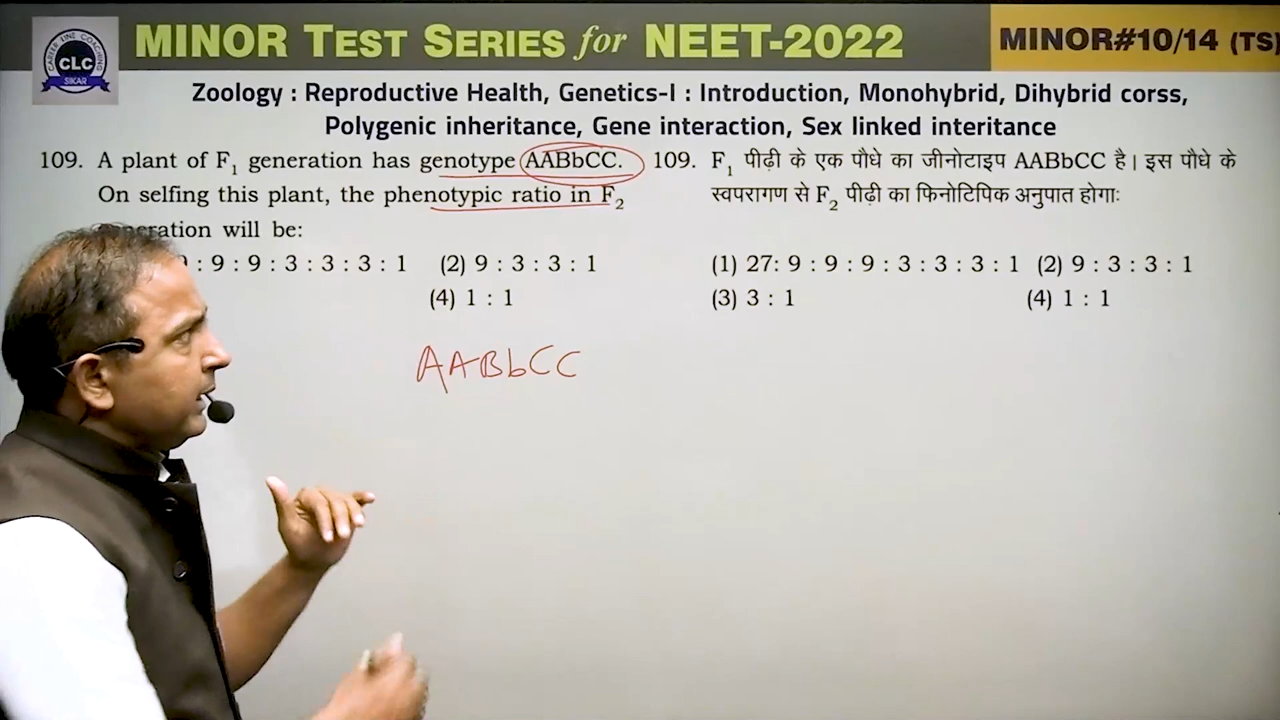 MINOR TEST SERIES for NEET-2022
MINOR#10/14 (TS)
CAREER LINE COACHING
CLC
SIKAR
Zoology : Reproductive Health, Genetics-I : Introduction, Monohybrid, Dihybrid corss,
Polygenic inheritance, Gene interaction, Sex linked interitance
109. A plant of F1 generation has genotype AABbCC.
On selfing this plant, the phenotypic ratio in F2
generation will be:
: 9 : 9 : 3 : 3 : 3 : 1 (2) 9 : 3 : 3 : 1
(4) 1 : 1
109. F1 पीढ़ी के एक पौधे का जीनोटाइप AABbCC है। इस पौधे के
स्वपरागण से F2 पीढ़ी का फिनोटिपिक अनुपात होगाः
(1) 27: 9 : 9 : 9 : 3 : 3 : 3 : 1 (2) 9 : 3 : 3 : 1
(3) 3 : 1 (4) 1 : 1
AABbCC